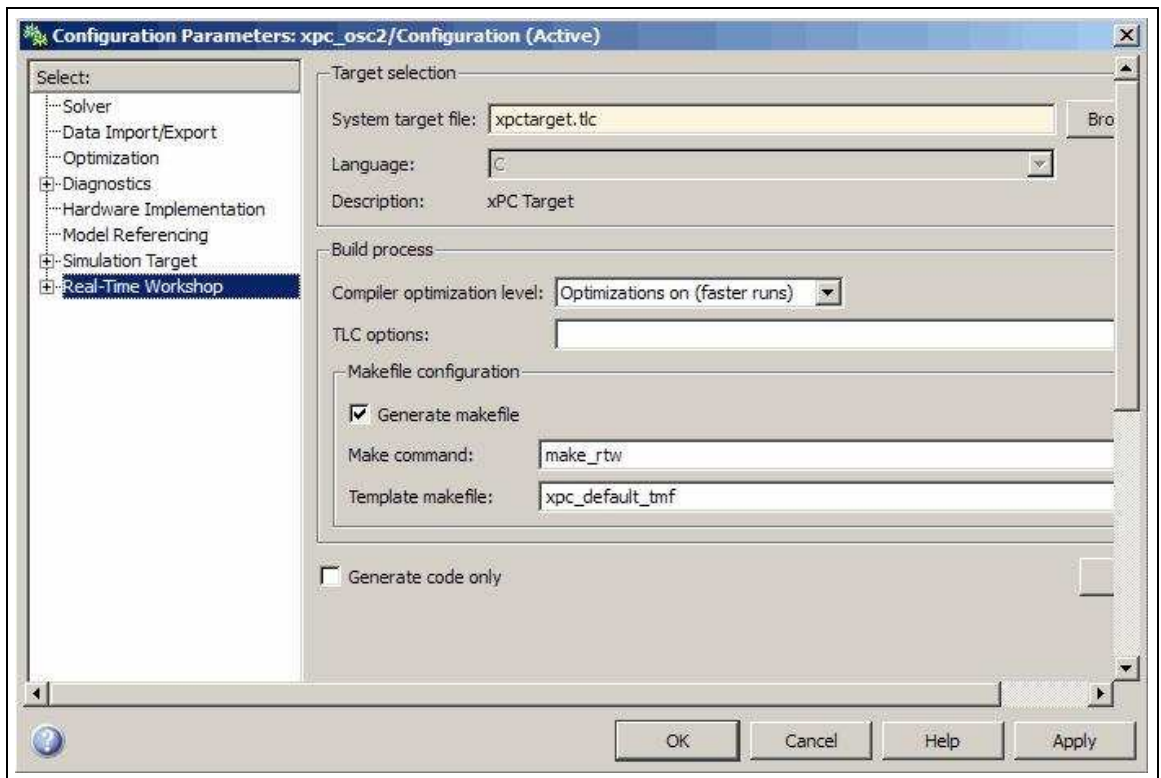 Configuration Parameters: xpc_osc2/Configuration (Active)
Select:
Solver
Data Import/Export
Optimization
Diagnostics
Hardware Implementation
Model Referencing
Simulation Target
Real-Time Workshop
Target selection
System target file: xpctarget.tlc Bro
Language: C
Description: xPC Target
Build process
Compiler optimization level: Optimizations on (faster runs)
TLC options:
Makefile configuration
Generate makefile
Make command: make_rtw
Template makefile: xpc_default_tmf
Generate code only
OK Cancel Help Apply